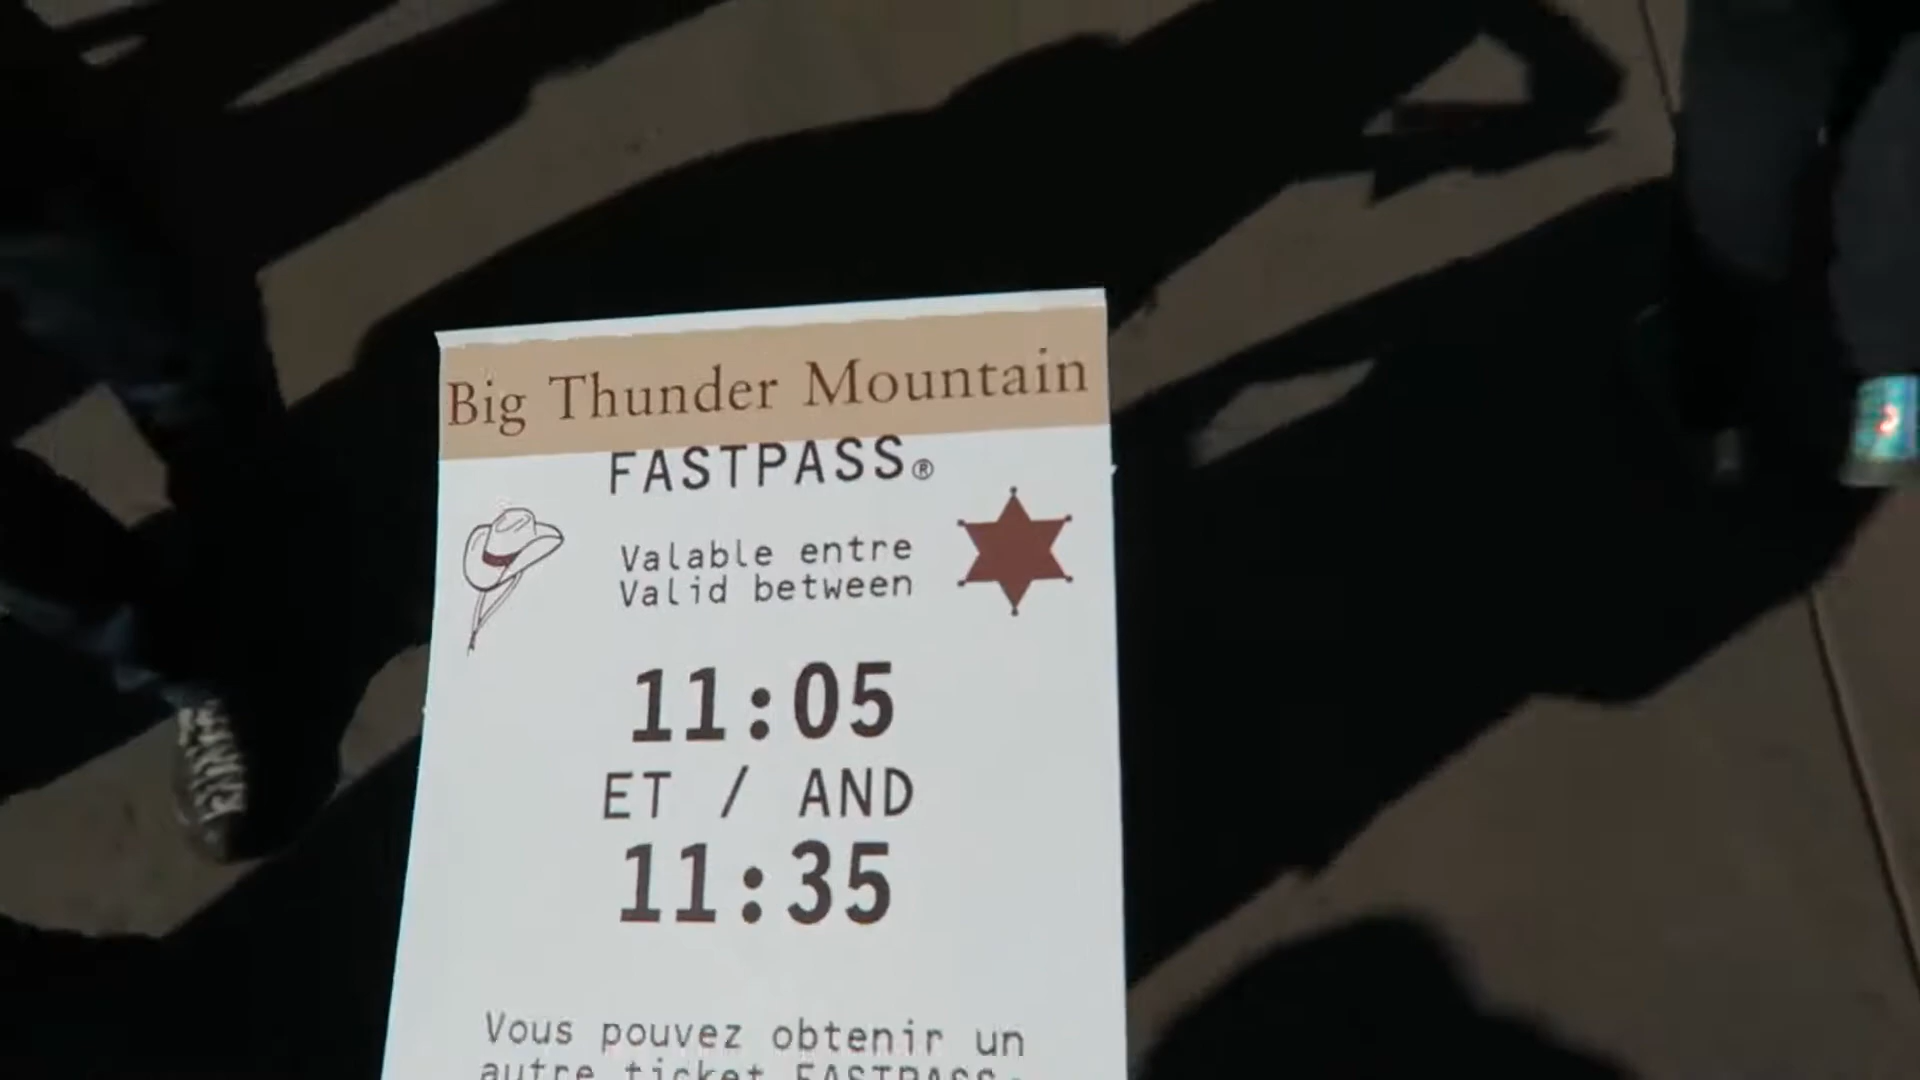 Big Thunder Mountain
FASTPASS®
Valable entre
Valid between
11:05
ET / AND
11:35
Vous pouvez obtenir un
autre ticket FASTPASS